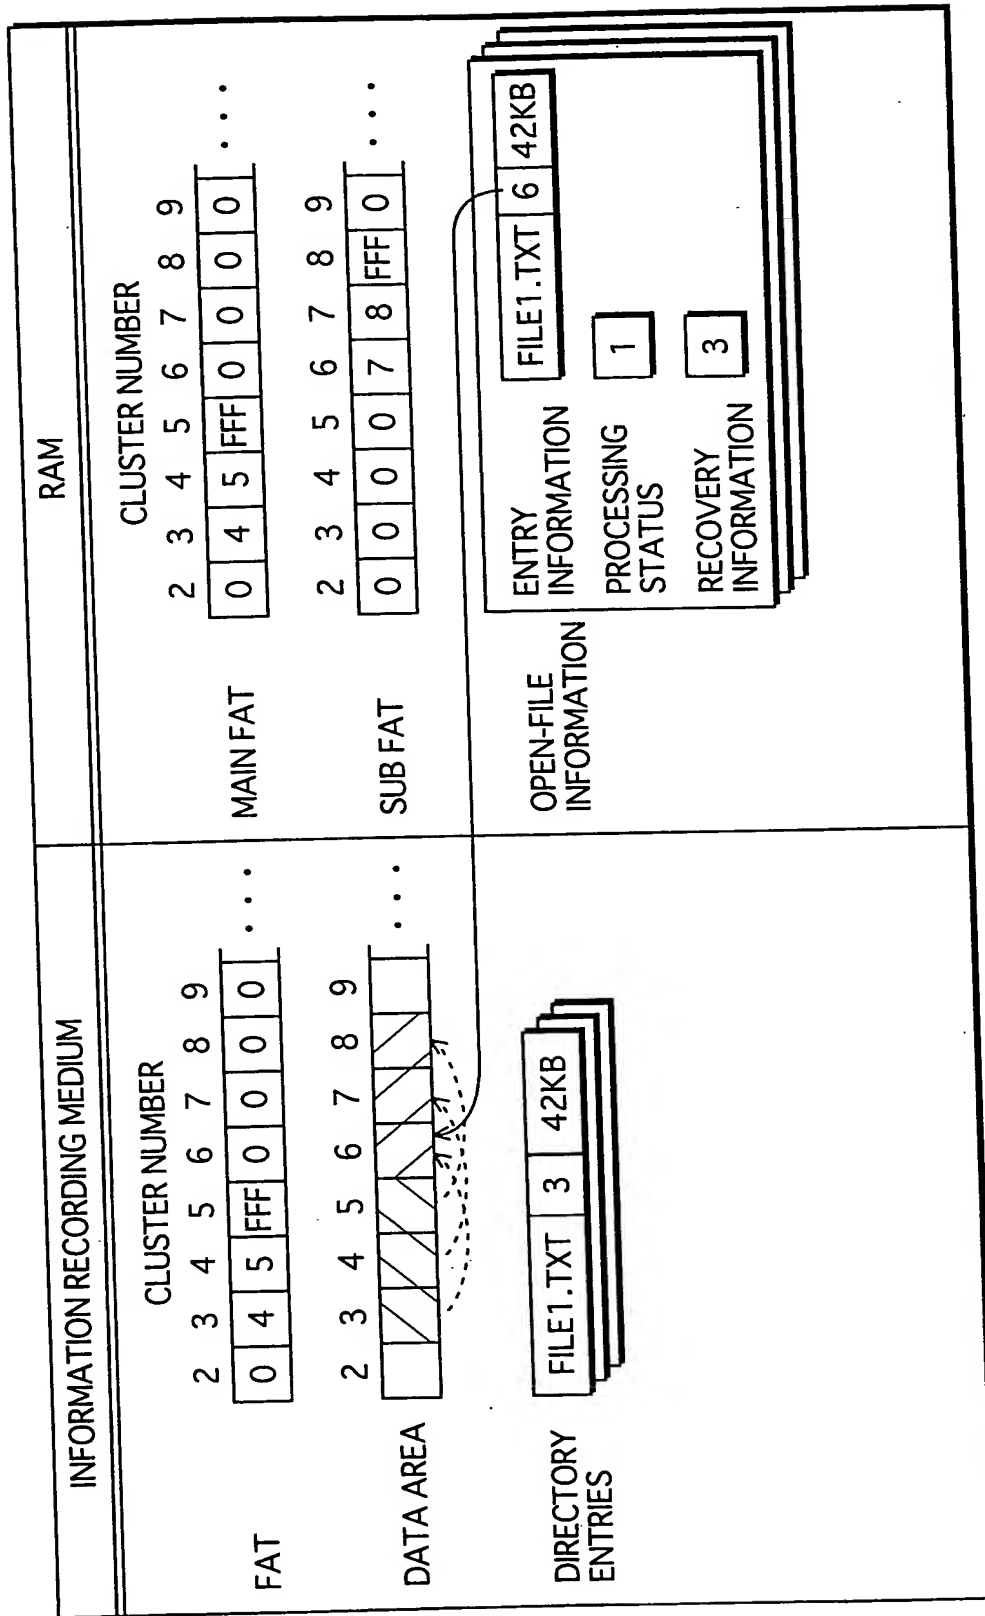 INFORMATION RECORDING MEDIUM
CLUSTER NUMBER
2 3 4 5 6 7 8 9
FAT 0 4 5 FFF 0 0 0 0 ...
2 3 4 5 6 7 8 9
DATA AREA ...
DIRECTORY
ENTRIES
FILE1.TXT 3 42KB
RAM
CLUSTER NUMBER
2 3 4 5 6 7 8 9
MAIN FAT 0 4 5 FFF 0 0 0 0 ...
2 3 4 5 6 7 8 9
SUB FAT 0 0 0 0 7 8 FFF 0 ...
OPEN-FILE
INFORMATION
ENTRY
INFORMATION
FILE1.TXT 6 42KB
PROCESSING
STATUS
1
RECOVERY
INFORMATION
3